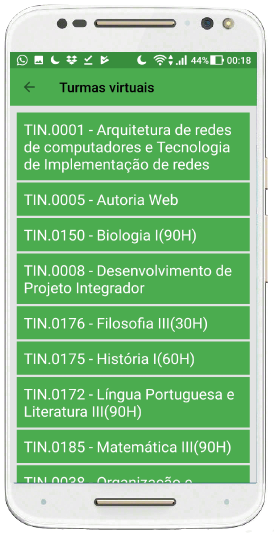 44% 00:18
Turmas virtuais
TIN.0001 - Arquitetura de redes
de computadores e Tecnologia
de Implementação de redes
TIN.0005 - Autoria Web
TIN.0150 - Biologia I(90H)
TIN.0008 - Desenvolvimento de
Projeto Integrador
TIN.0176 - Filosofia III(30H)
TIN.0175 - História I(60H)
TIN.0172 - Língua Portuguesa e
Literatura III(90H)
TIN.0185 - Matemática III(90H)
TIN.0038 - Organização e